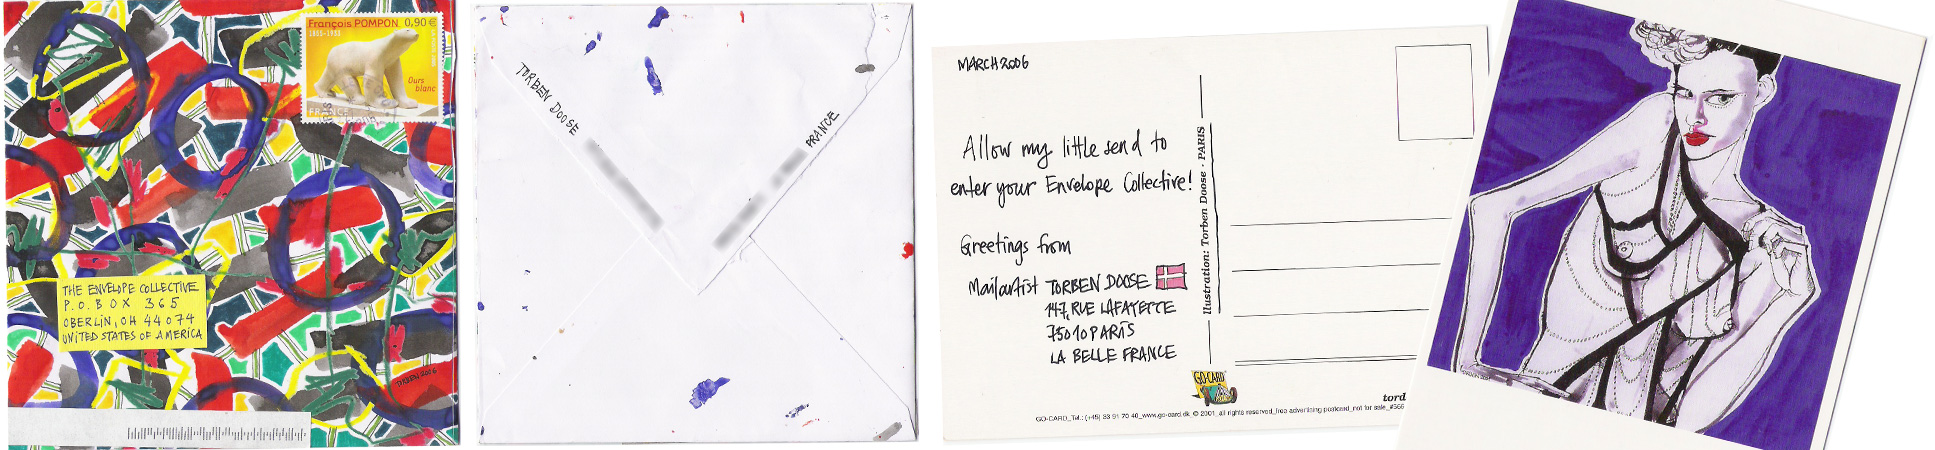 François POMPON 0,90 €
1855-1933
Ours
blanc
FRANCE
THE ENVELOPE COLLECTIVE
P.O. BOX 365
OBERLIN, OH 44074
UNITED STATES OF AMERICA
TORBEN 2006
TORBEN DOOSE
FRANCE
MARCH 2006
Allow my little send to
enter your Envelope Collective!
Greetings from
Mailartist TORBEN DOOSE
147, RUE LAFAYETTE
75010 PARIS
LA BELLE FRANCE
Illustration: Torben Doose · PARIS
GO-CARD
tord
GO-CARD_Tel.: (+45) 33 91 70 40_www.go-card.dk_© 2001_all rights reserved_free advertising postcard_not for sale_#566